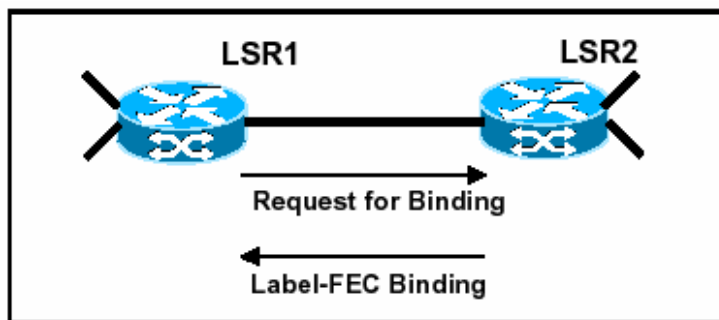 LSR1
LSR2
Request for Binding
Label-FEC Binding